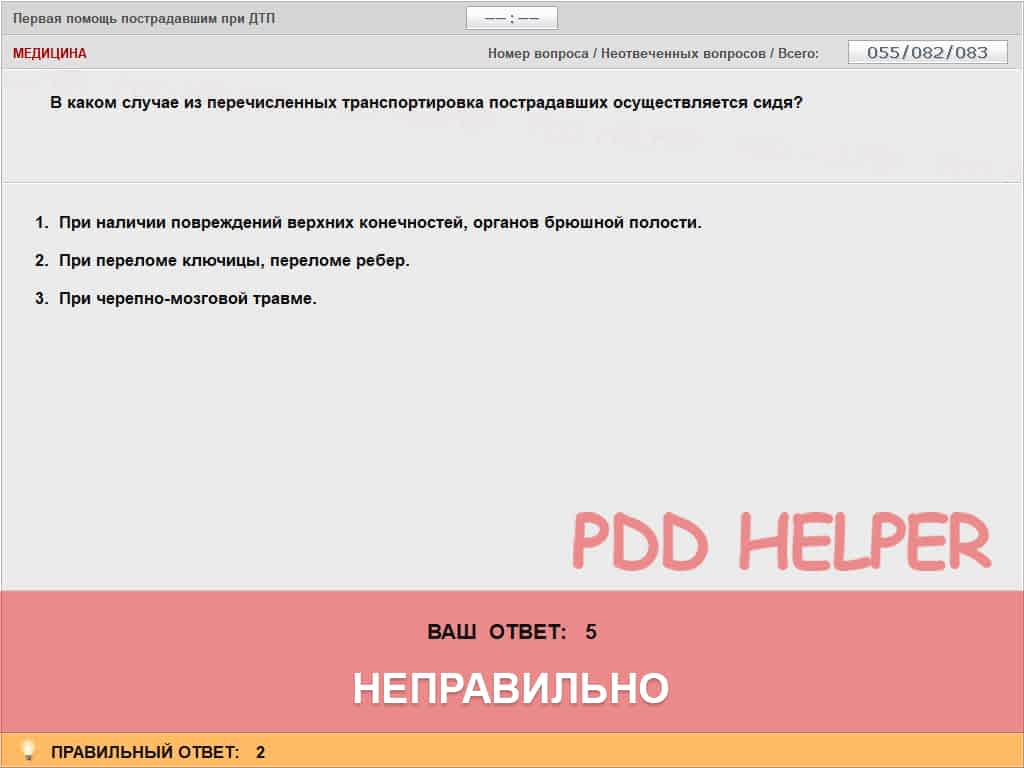 Первая помощь пострадавшим при ДТП
–– : ––
МЕДИЦИНА
Номер вопроса / Неотвеченных вопросов / Всего:
055/082/083
В каком случае из перечисленных транспортировка пострадавших осуществляется сидя?
1. При наличии повреждений верхних конечностей, органов брюшной полости.
2. При переломе ключицы, переломе ребер.
3. При черепно-мозговой травме.
PDD HELPER
ВАШ ОТВЕТ: 5
НЕПРАВИЛЬНО
ПРАВИЛЬНЫЙ ОТВЕТ: 2